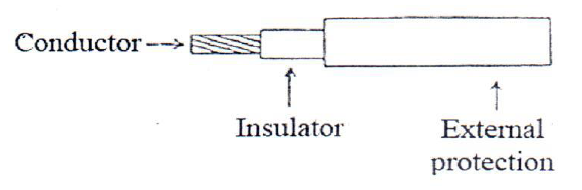 Conductor
Insulator
External
protection